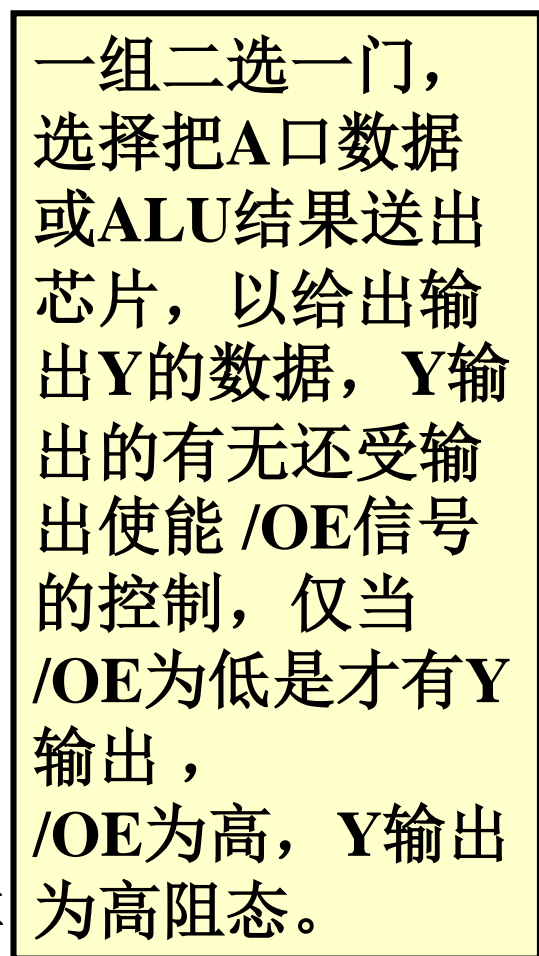 一组二选一门，
选择把A口数据
或ALU结果送出
芯片，以给出输
出Y的数据，Y输
出的有无还受输
出使能 /OE信号
的控制，仅当
/OE为低是才有Y
输出 ，
/OE为高，Y输出
为高阻态。